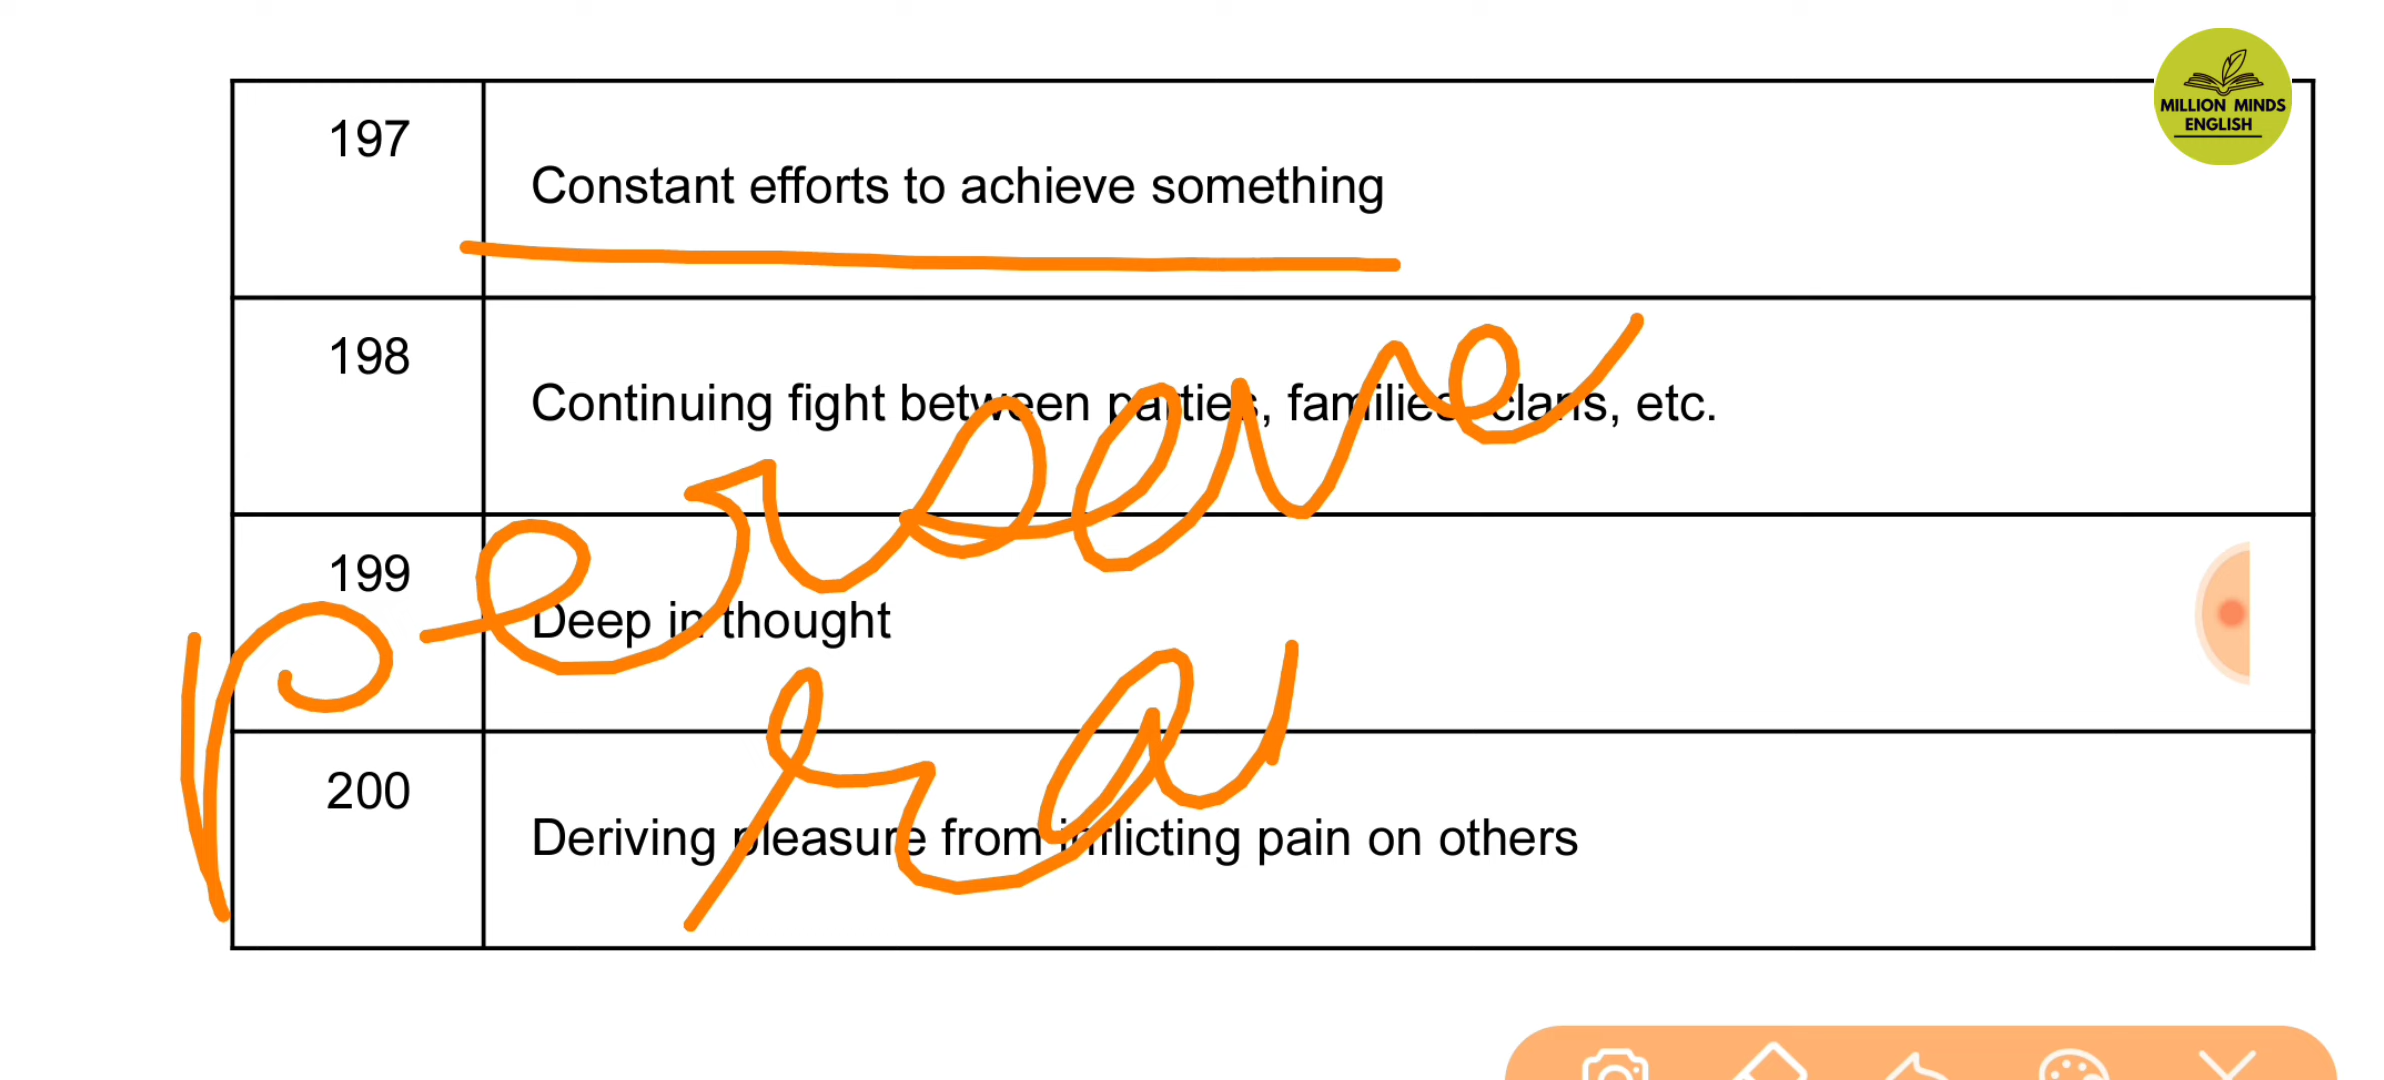 MILLION MINDS
ENGLISH
197
Constant efforts to achieve something
198
Continuing fight between parties, families, clans, etc.
199
Deep in thought
200
Deriving pleasure from inflicting pain on others
perseve